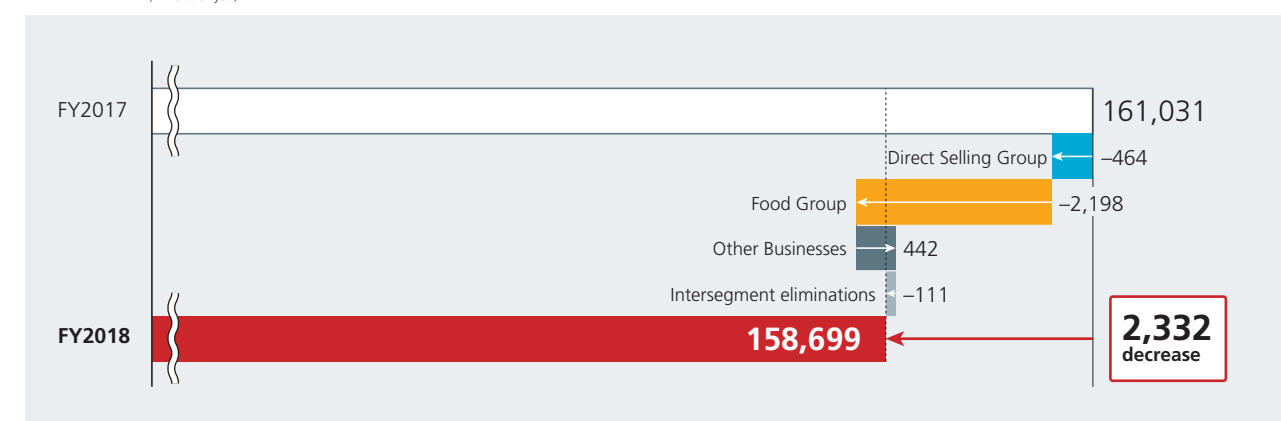 FY2017
161,031
Direct Selling Group
–464
Food Group
–2,198
Other Businesses
442
Intersegment eliminations
–111
FY2018
158,699
2,332
decrease